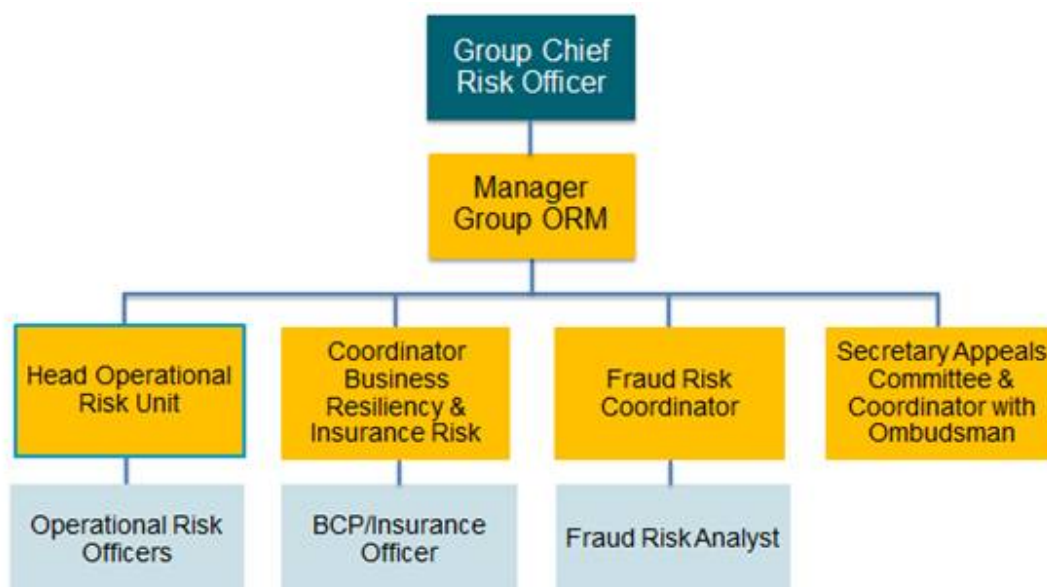 Group Chief
Risk Officer
Manager
Group ORM
Head Operational
Risk Unit
Coordinator
Business
Resiliency &
Insurance Risk
Fraud Risk
Coordinator
Secretary Appeals
Committee &
Coordinator with
Ombudsman
Operational Risk
Officers
BCP/Insurance
Officer
Fraud Risk Analyst